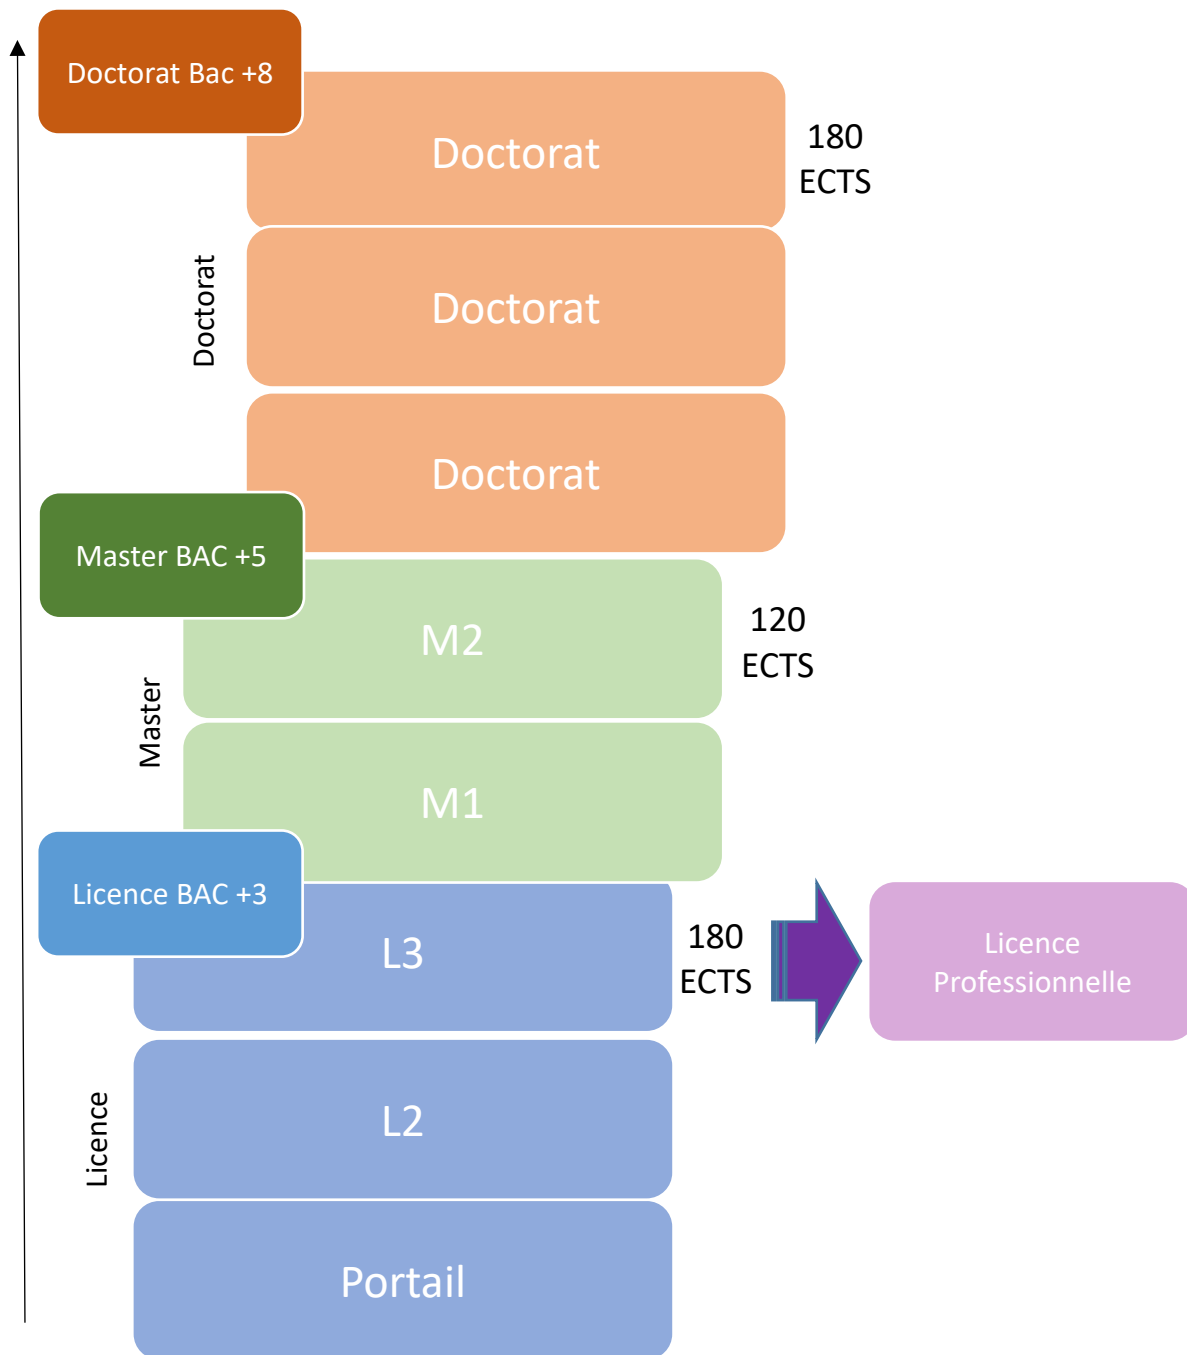 Doctorat Bac +8
Doctorat
180
ECTS
Doctorat
Doctorat
Doctorat
Master BAC +5
M2
120
ECTS
Master
M1
Licence BAC +3
L3
180
ECTS
Licence
Professionnelle
L2
Licence
Portail